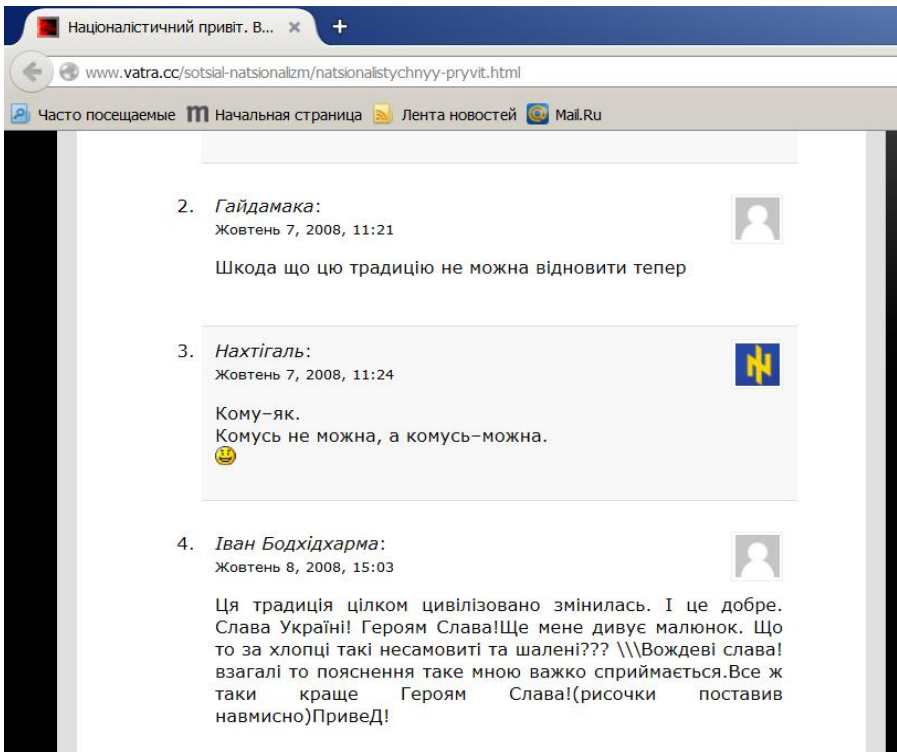 Націоналістичний привіт. В...
www.vatra.cc/sotsial-natsionalizm/natsionalistychnyy-pryvit.html
Часто посещаемые Начальная страница Лента новостей Mail.Ru
2. Гайдамака:
Жовтень 7, 2008, 11:21
Шкода що цю традицію не можна відновити тепер
3. Нахтігаль:
Жовтень 7, 2008, 11:24
Кому–як.
Комусь не можна, а комусь–можна.
4. Іван Бодхідхарма:
Жовтень 8, 2008, 15:03
Ця традиція цілком цивілізовано змінилась. І це добре.
Слава Україні! Героям Слава!Ще мене дивує малюнок. Що
то за хлопці такі несамовиті та шалені??? \\\Вождеві слава!
взагалі то пояснення таке мною важко сприймається.Все ж
таки краще Героям Слава!(рисочки поставив
навмисно)ПривеД!